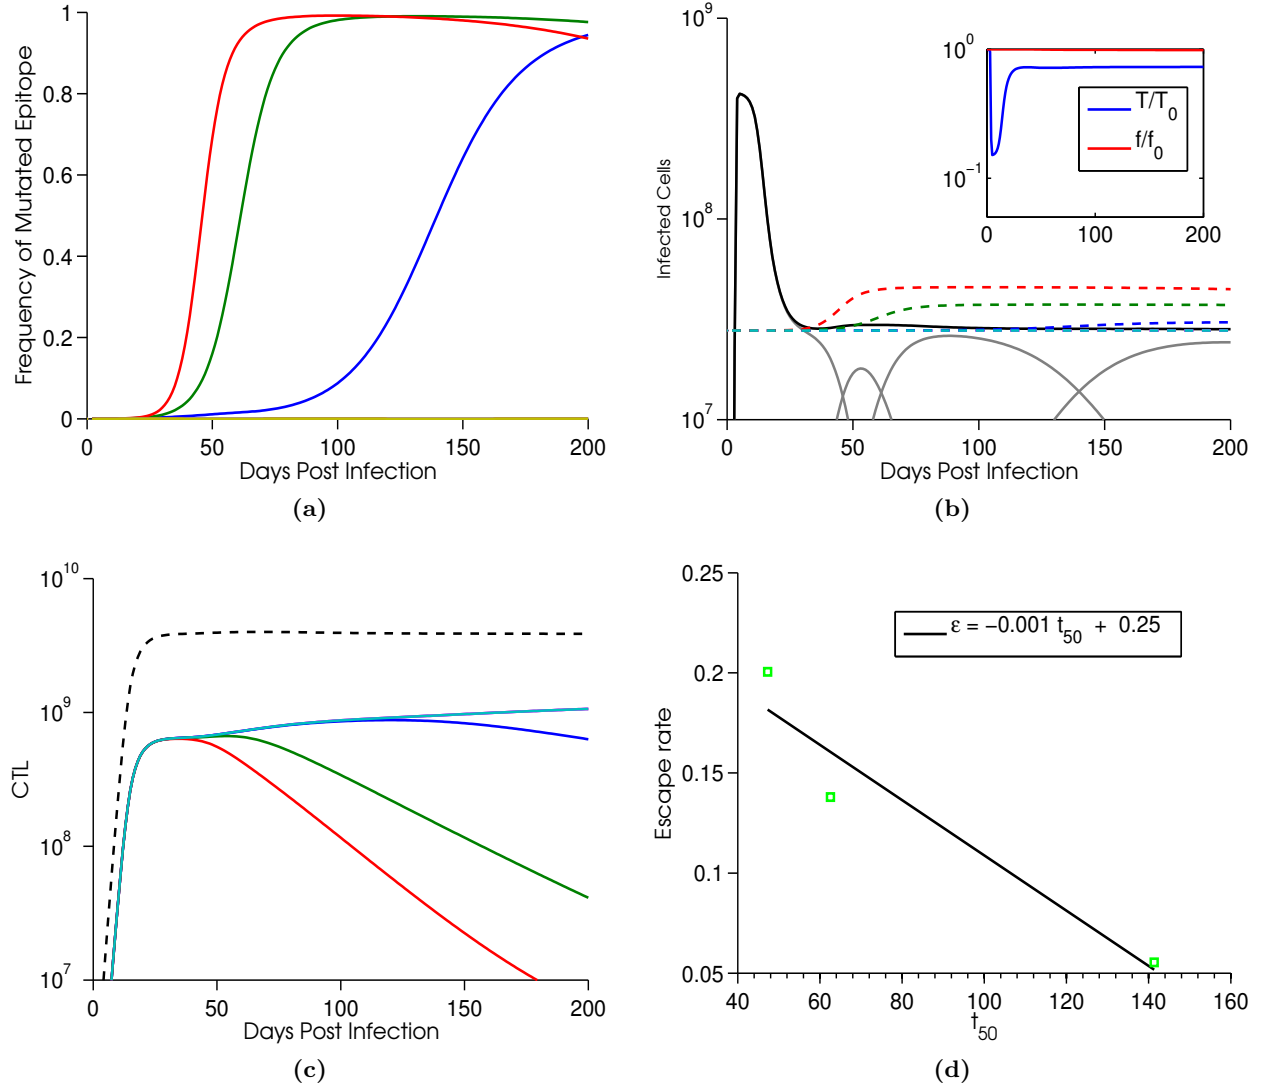 Frequency of Mutated Epitope
1
0.8
0.6
0.4
0.2
0
0 50 100 150 200
Days Post Infection
(a)
Infected Cells
10^9
10^8
10^7
0 50 100 150 200
Days Post Infection
10^0
10^-1
0 100 200
T/T_0
f/f_0
(b)
CTL
10^10
10^9
10^8
10^7
0 50 100 150 200
Days Post Infection
(c)
Escape rate
0.25
0.2
0.15
0.1
0.05
40 60 80 100 120 140 160
t_50
ε = −0.001 t_50 + 0.25
(d)